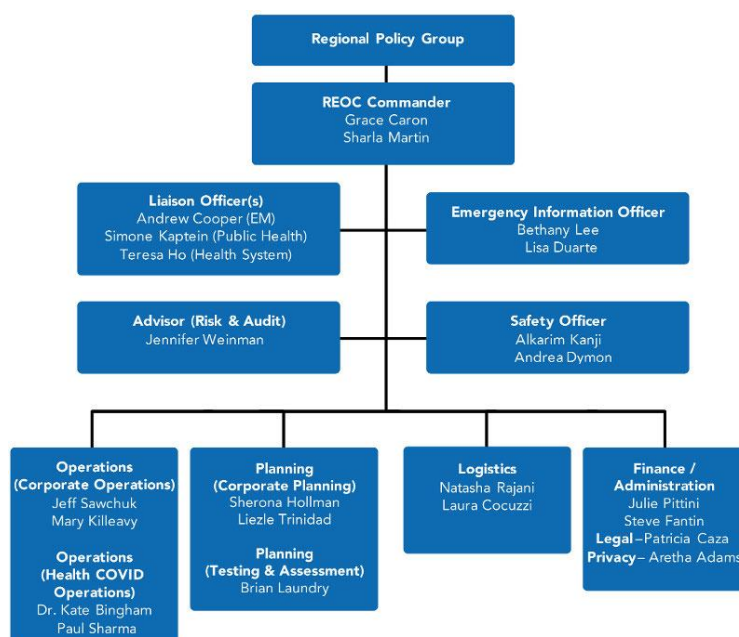 Regional Policy Group
REOC Commander
Grace Caron
Sharla Martin
Liaison Officer(s)
Andrew Cooper (EM)
Simone Kaptein (Public Health)
Teresa Ho (Health System)
Emergency Information Officer
Bethany Lee
Lisa Duarte
Advisor (Risk & Audit)
Jennifer Weinman
Safety Officer
Alkarim Kanji
Andrea Dymon
Operations
(Corporate Operations)
Jeff Sawchuk
Mary Killeavy
Operations
(Health COVID
Operations)
Dr. Kate Bingham
Paul Sharma
Planning
(Corporate Planning)
Sherona Hollman
Liezle Trinidad
Planning
(Testing & Assessment)
Brian Laundry
Logistics
Natasha Rajani
Laura Cocuzzi
Finance /
Administration
Julie Pittini
Steve Fantin
Legal–Patricia Caza
Privacy– Aretha Adams